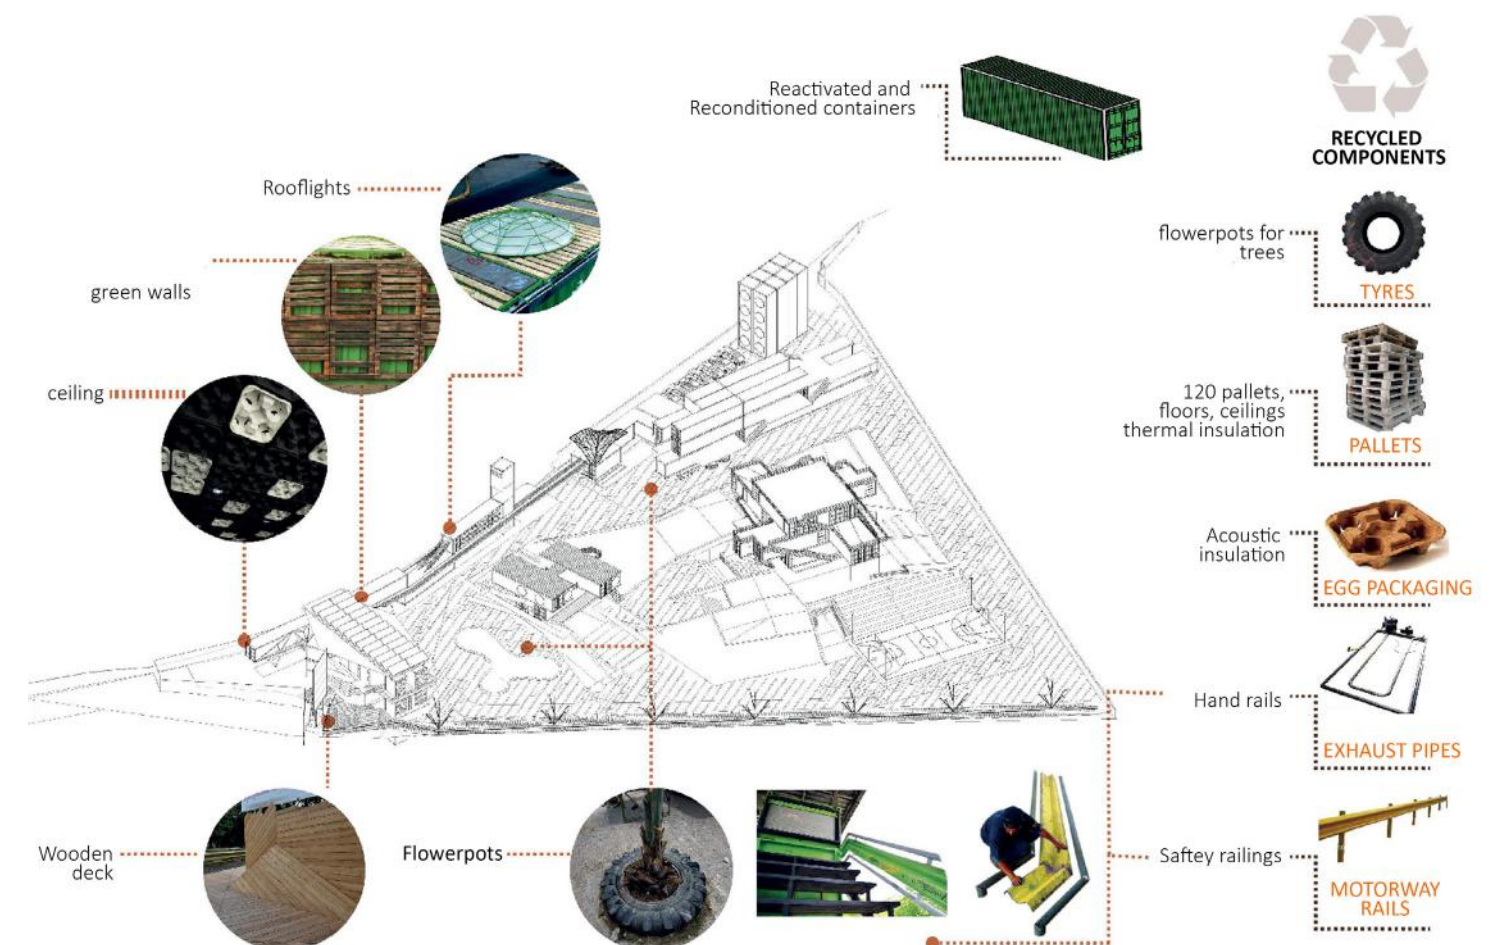 Reactivated and
Reconditioned containers
RECYCLED
COMPONENTS
Rooflights
green walls
ceiling
flowerpots for
trees
TYRES
120 pallets,
floors, ceilings
thermal insulation
PALLETS
Acoustic
insulation
EGG PACKAGING
Hand rails
EXHAUST PIPES
Wooden
deck
Flowerpots
Saftey railings
MOTORWAY
RAILS